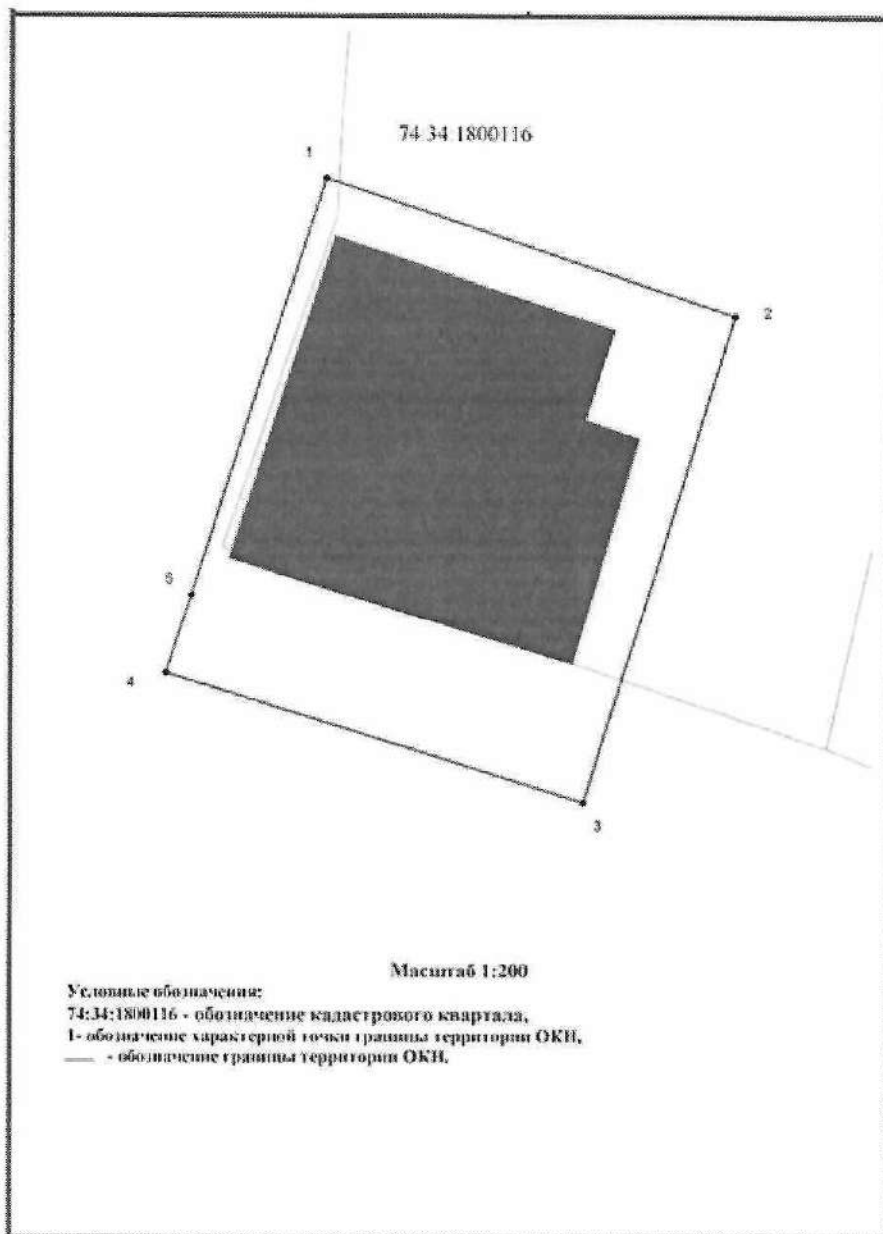 74 34 1800116
1
2
5
4
3
Масштаб 1:200
Условные обозначения:
74:34:1800116 - обозначение кадастрового квартала,
1- обозначение характерной точки границы территории ОКН,
- обозначение границы территории ОКН.